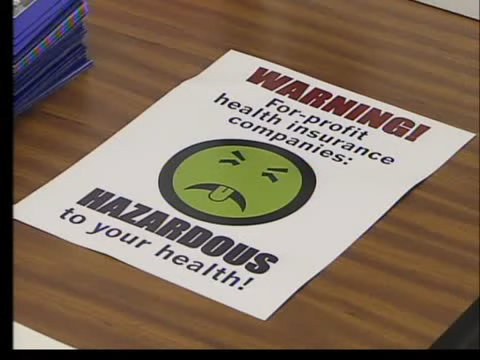 WARNING!
For-profit
health insurance
companies:
HAZARDOUS
to your health!